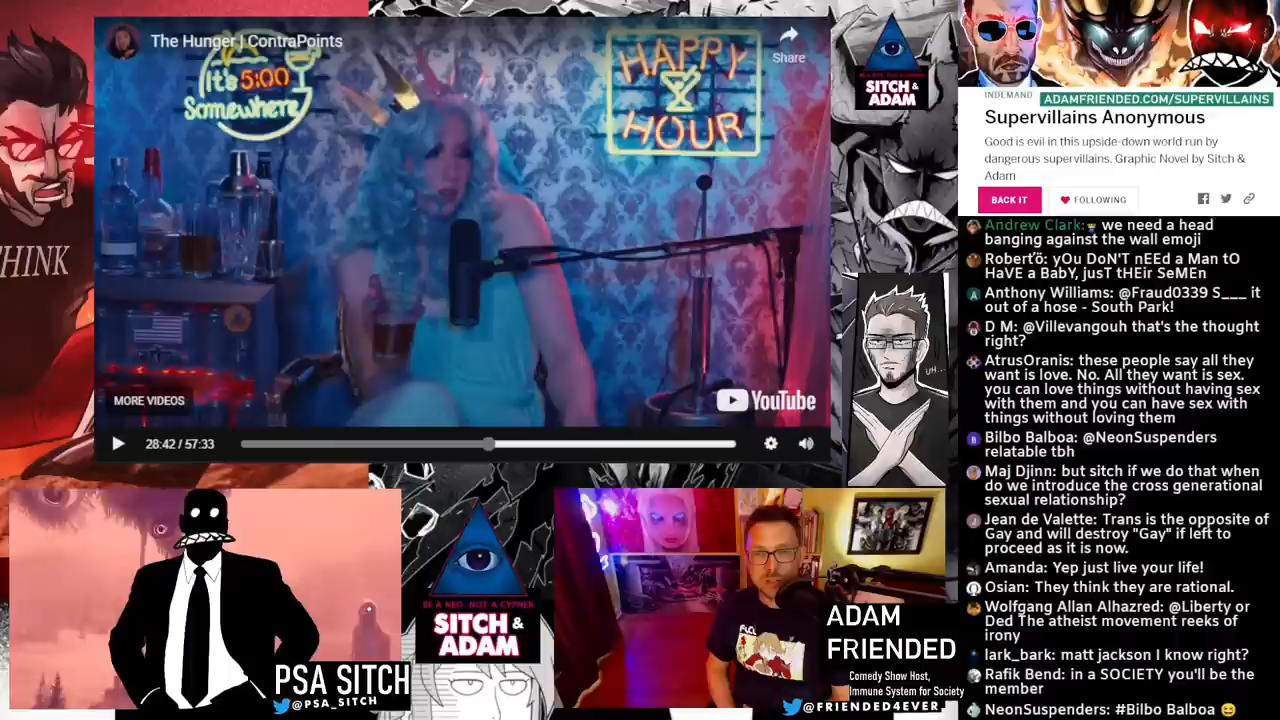 The Hunger | ContraPoints
Share
It's 5:00
Somewhere
HAPPY
HOUR
MORE VIDEOS
YouTube
28:42 / 57:33
THINK
SITCH &
ADAM
UH...
INDEMAND
ADAMFRIENDED.COM/SUPERVILLAINS
Supervillains Anonymous
Good is evil in this upside-down world run by
dangerous supervillains. Graphic Novel by Sitch &
Adam
BACK IT
FOLLOWING
Andrew Clark: we need a head
banging against the wall emoji
Robertö: yOu DoN'T nEEd a Man tO
HaVE a BabY, jusT tHEir SeMEn
Anthony Williams: @Fraud0339 S___ it
out of a hose - South Park!
D M: @Villevangouh that's the thought
right?
AtrusOranis: these people say all they
want is love. No. All they want is sex.
you can love things without having sex
with them and you can have sex with
things without loving them
Bilbo Balboa: @NeonSuspenders
relatable tbh
Maj Djinn: but sitch if we do that when
do we introduce the cross generational
sexual relationship?
Jean de Valette: Trans is the opposite of
Gay and will destroy "Gay" if left to
proceed as it is now.
Amanda: Yep just live your life!
Osian: They think they are rational.
Wolfgang Allan Alhazred: @Liberty or
Ded The atheist movement reeks of
irony
lark_bark: matt jackson I know right?
Rafik Bend: in a SOCIETY you'll be the
member
NeonSuspenders: #Bilbo Balboa 😆
PSA SITCH
@PSA_SITCH
BE A NEO, NOT A CYPHER
SITCH &
ADAM
FLCL
ADAM
FRIENDED
Comedy Show Host,
Immune System for Society
@FRIENDED4EVER